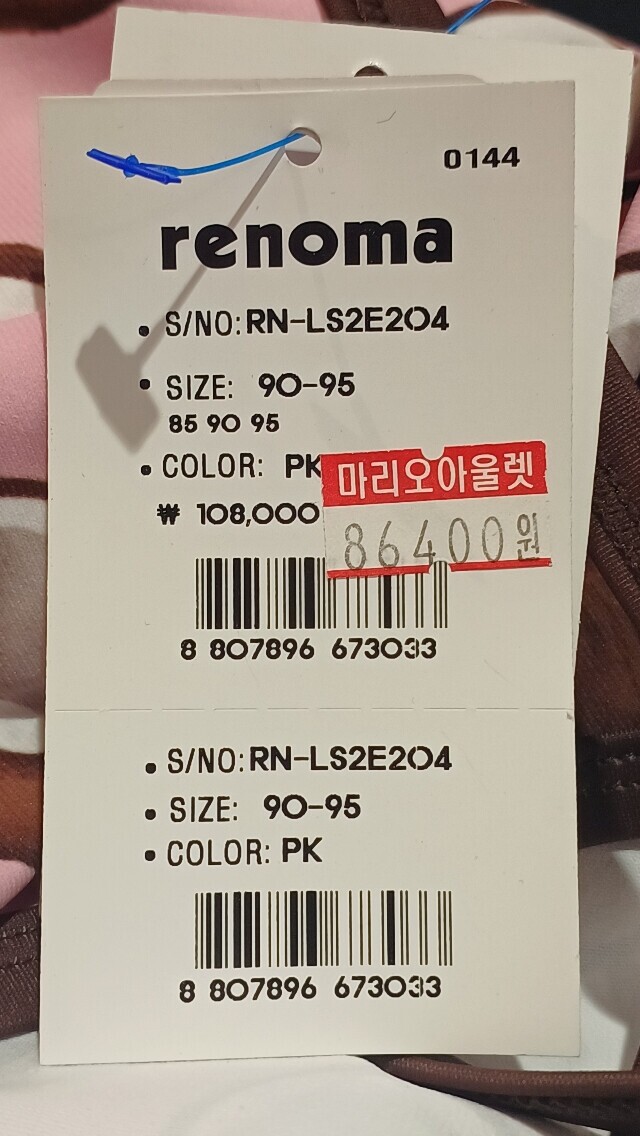 0144
renoma
• S/NO: RN-LS2E204
• SIZE: 90-95
85 90 95
• COLOR: PK
마리오아울렛
₩ 108,000
86400원
8 807896 673033
• S/NO: RN-LS2E204
• SIZE: 90-95
• COLOR: PK
8 807896 673033